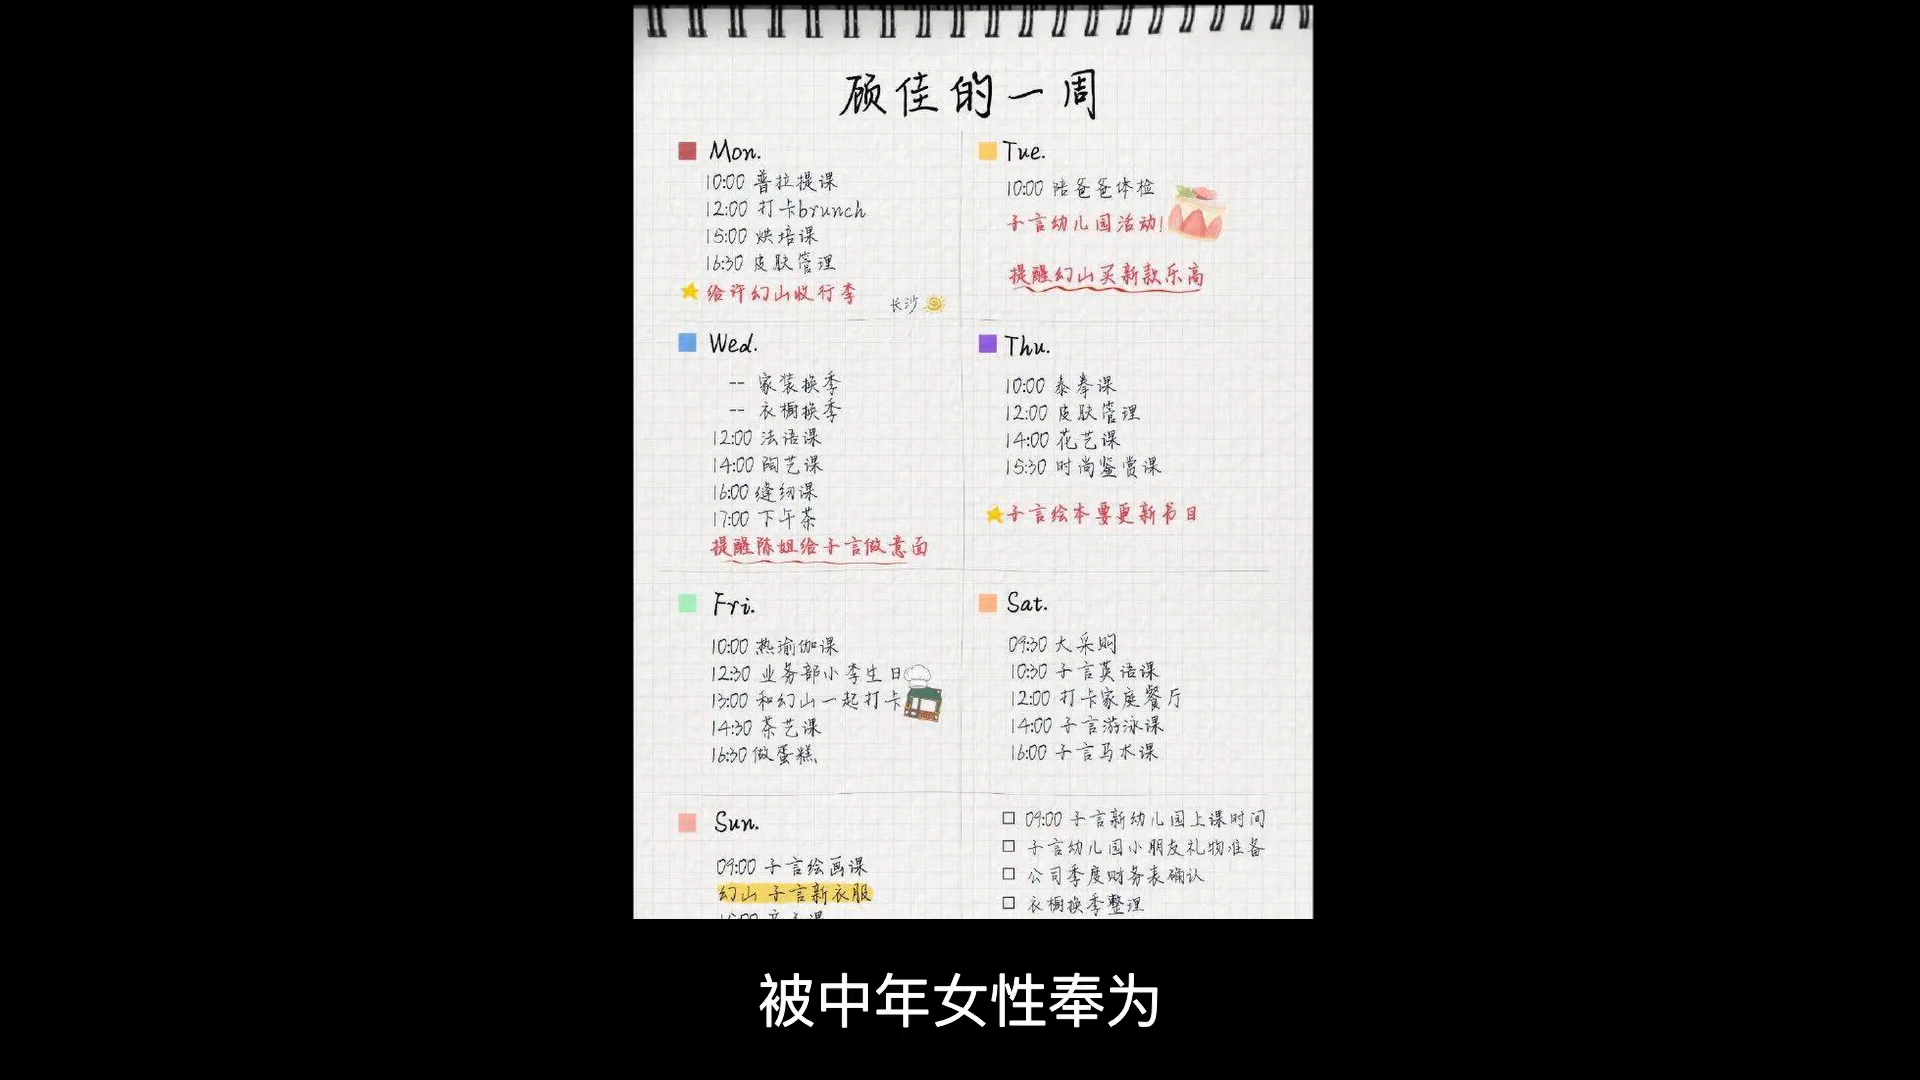 顾佳的一周
Mon.
10:00 普拉提课
12:00 打卡brunch
15:00 烘培课
16:30 皮肤管理
给许幻山收行李
长沙
Tue.
10:00 陪爸爸体检
子言幼儿园活动!
提醒幻山买新款乐高
Wed.
-- 家装换季
-- 衣橱换季
12:00 法语课
14:00 陶艺课
16:00 缝纫课
17:00 下午茶
提醒陈姐给子言做意面
Thu.
10:00 泰拳课
12:00 皮肤管理
14:00 花艺课
15:30 时尚鉴赏课
子言绘本要更新书目
Fri.
10:00 热瑜伽课
12:30 业务部小李生日
13:00 和幻山一起打卡
14:30 茶艺课
16:30 做蛋糕
Sat.
09:30 大采购
10:30 子言英语课
12:00 打卡家庭餐厅
14:00 子言游泳课
16:00 子言马术课
Sun.
09:00 子言绘画课
幻山 子言新衣服
09:00 子言新幼儿园上课时间
子言幼儿园小朋友礼物准备
公司季度财务表确认
衣橱换季整理
被中年女性奉为